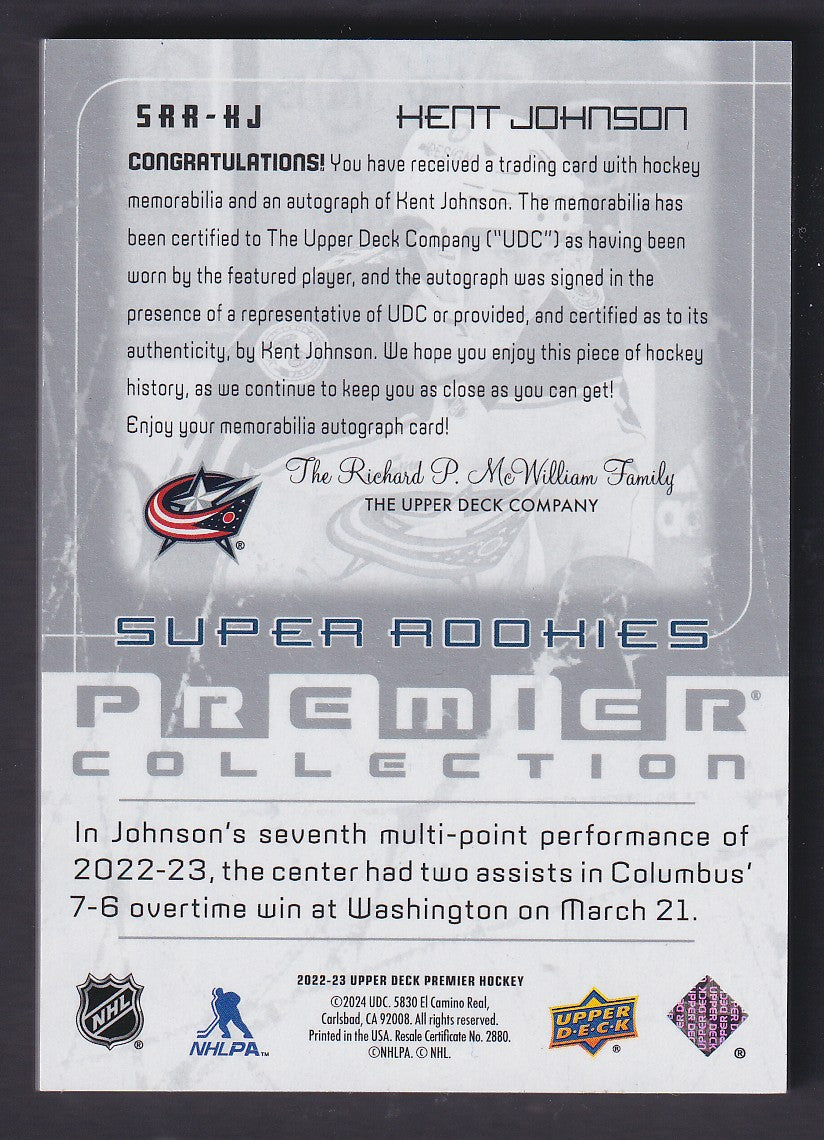 SRR-KJ
KENT JOHNSON
CONGRATULATIONS! You have received a trading card with hockey
memorabilia and an autograph of Kent Johnson. The memorabilia has
been certified to The Upper Deck Company ("UDC") as having been
worn by the featured player, and the autograph was signed in the
presence of a representative of UDC or provided, and certified as to its
authenticity, by Kent Johnson. We hope you enjoy this piece of hockey
history, as we continue to keep you as close as you can get!
Enjoy your memorabilia autograph card!
The Richard P. McWilliam Family
THE UPPER DECK COMPANY
®
SUPER ROOKIES
PREMIER®
COLLECTION
In Johnson's seventh multi-point performance of
2022-23, the center had two assists in Columbus'
7-6 overtime win at Washington on March 21.
NHL ®
NHLPA™
2022-23 UPPER DECK PREMIER HOCKEY
©2024 UDC. 5830 El Camino Real,
Carlsbad, CA 92008. All rights reserved.
Printed in the USA. Resale Certificate No. 2880.
©NHLPA. © NHL.
UPPER
D·E·C·K
®
UPPER DECK
®